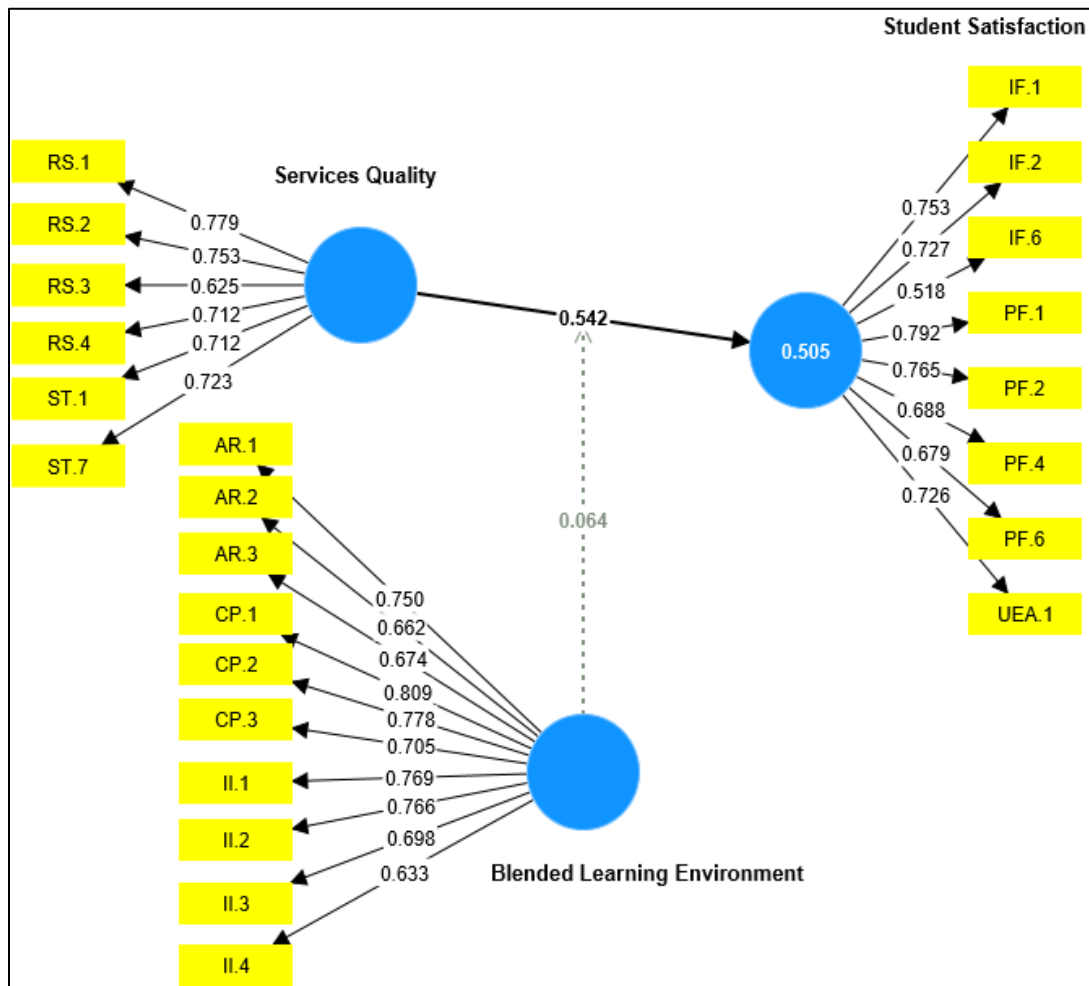 Student Satisfaction
IF.1
IF.2
IF.6
PF.1
PF.2
PF.4
PF.6
UEA.1
0.753
0.727
0.518
0.792
0.765
0.688
0.679
0.726
0.505
Services Quality
RS.1
RS.2
RS.3
RS.4
ST.1
ST.7
0.779
0.753
0.625
0.712
0.712
0.723
0.542
0.064
AR.1
AR.2
AR.3
CP.1
CP.2
CP.3
II.1
II.2
II.3
II.4
0.750
0.662
0.674
0.809
0.778
0.705
0.769
0.766
0.698
0.633
Blended Learning Environment